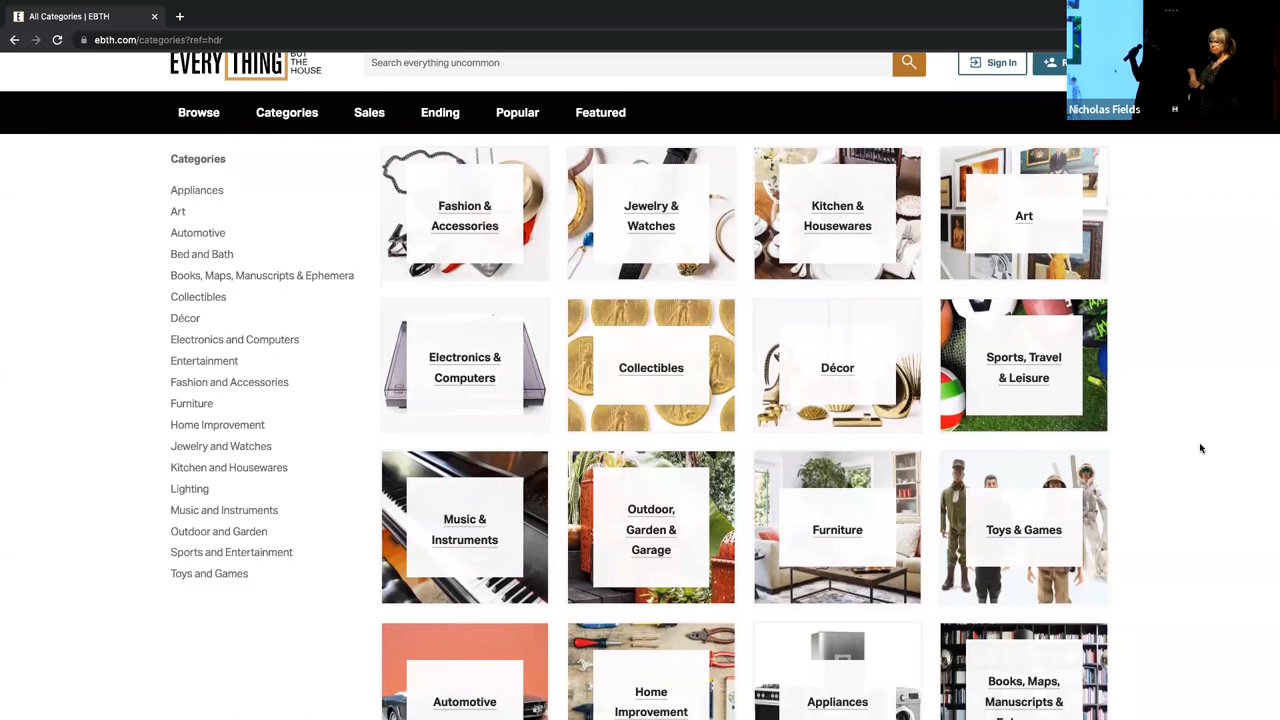 All Categories | EBTH
ebth.com/categories?ref=hdr
EVERYTHING
BUT
THE
HOUSE
Search everything uncommon
Sign In
Nicholas Fields
Browse
Categories
Sales
Ending
Popular
Featured
Categories
Appliances
Art
Automotive
Bed and Bath
Books, Maps, Manuscripts & Ephemera
Collectibles
Décor
Electronics and Computers
Entertainment
Fashion and Accessories
Furniture
Home Improvement
Jewelry and Watches
Kitchen and Housewares
Lighting
Music and Instruments
Outdoor and Garden
Sports and Entertainment
Toys and Games
Fashion &
Accessories
Jewelry &
Watches
Kitchen &
Housewares
Art
Electronics &
Computers
Collectibles
Décor
Sports, Travel
& Leisure
Music &
Instruments
Outdoor,
Garden &
Garage
Furniture
Toys & Games
Automotive
Home
Improvement
Appliances
Books, Maps,
Manuscripts &